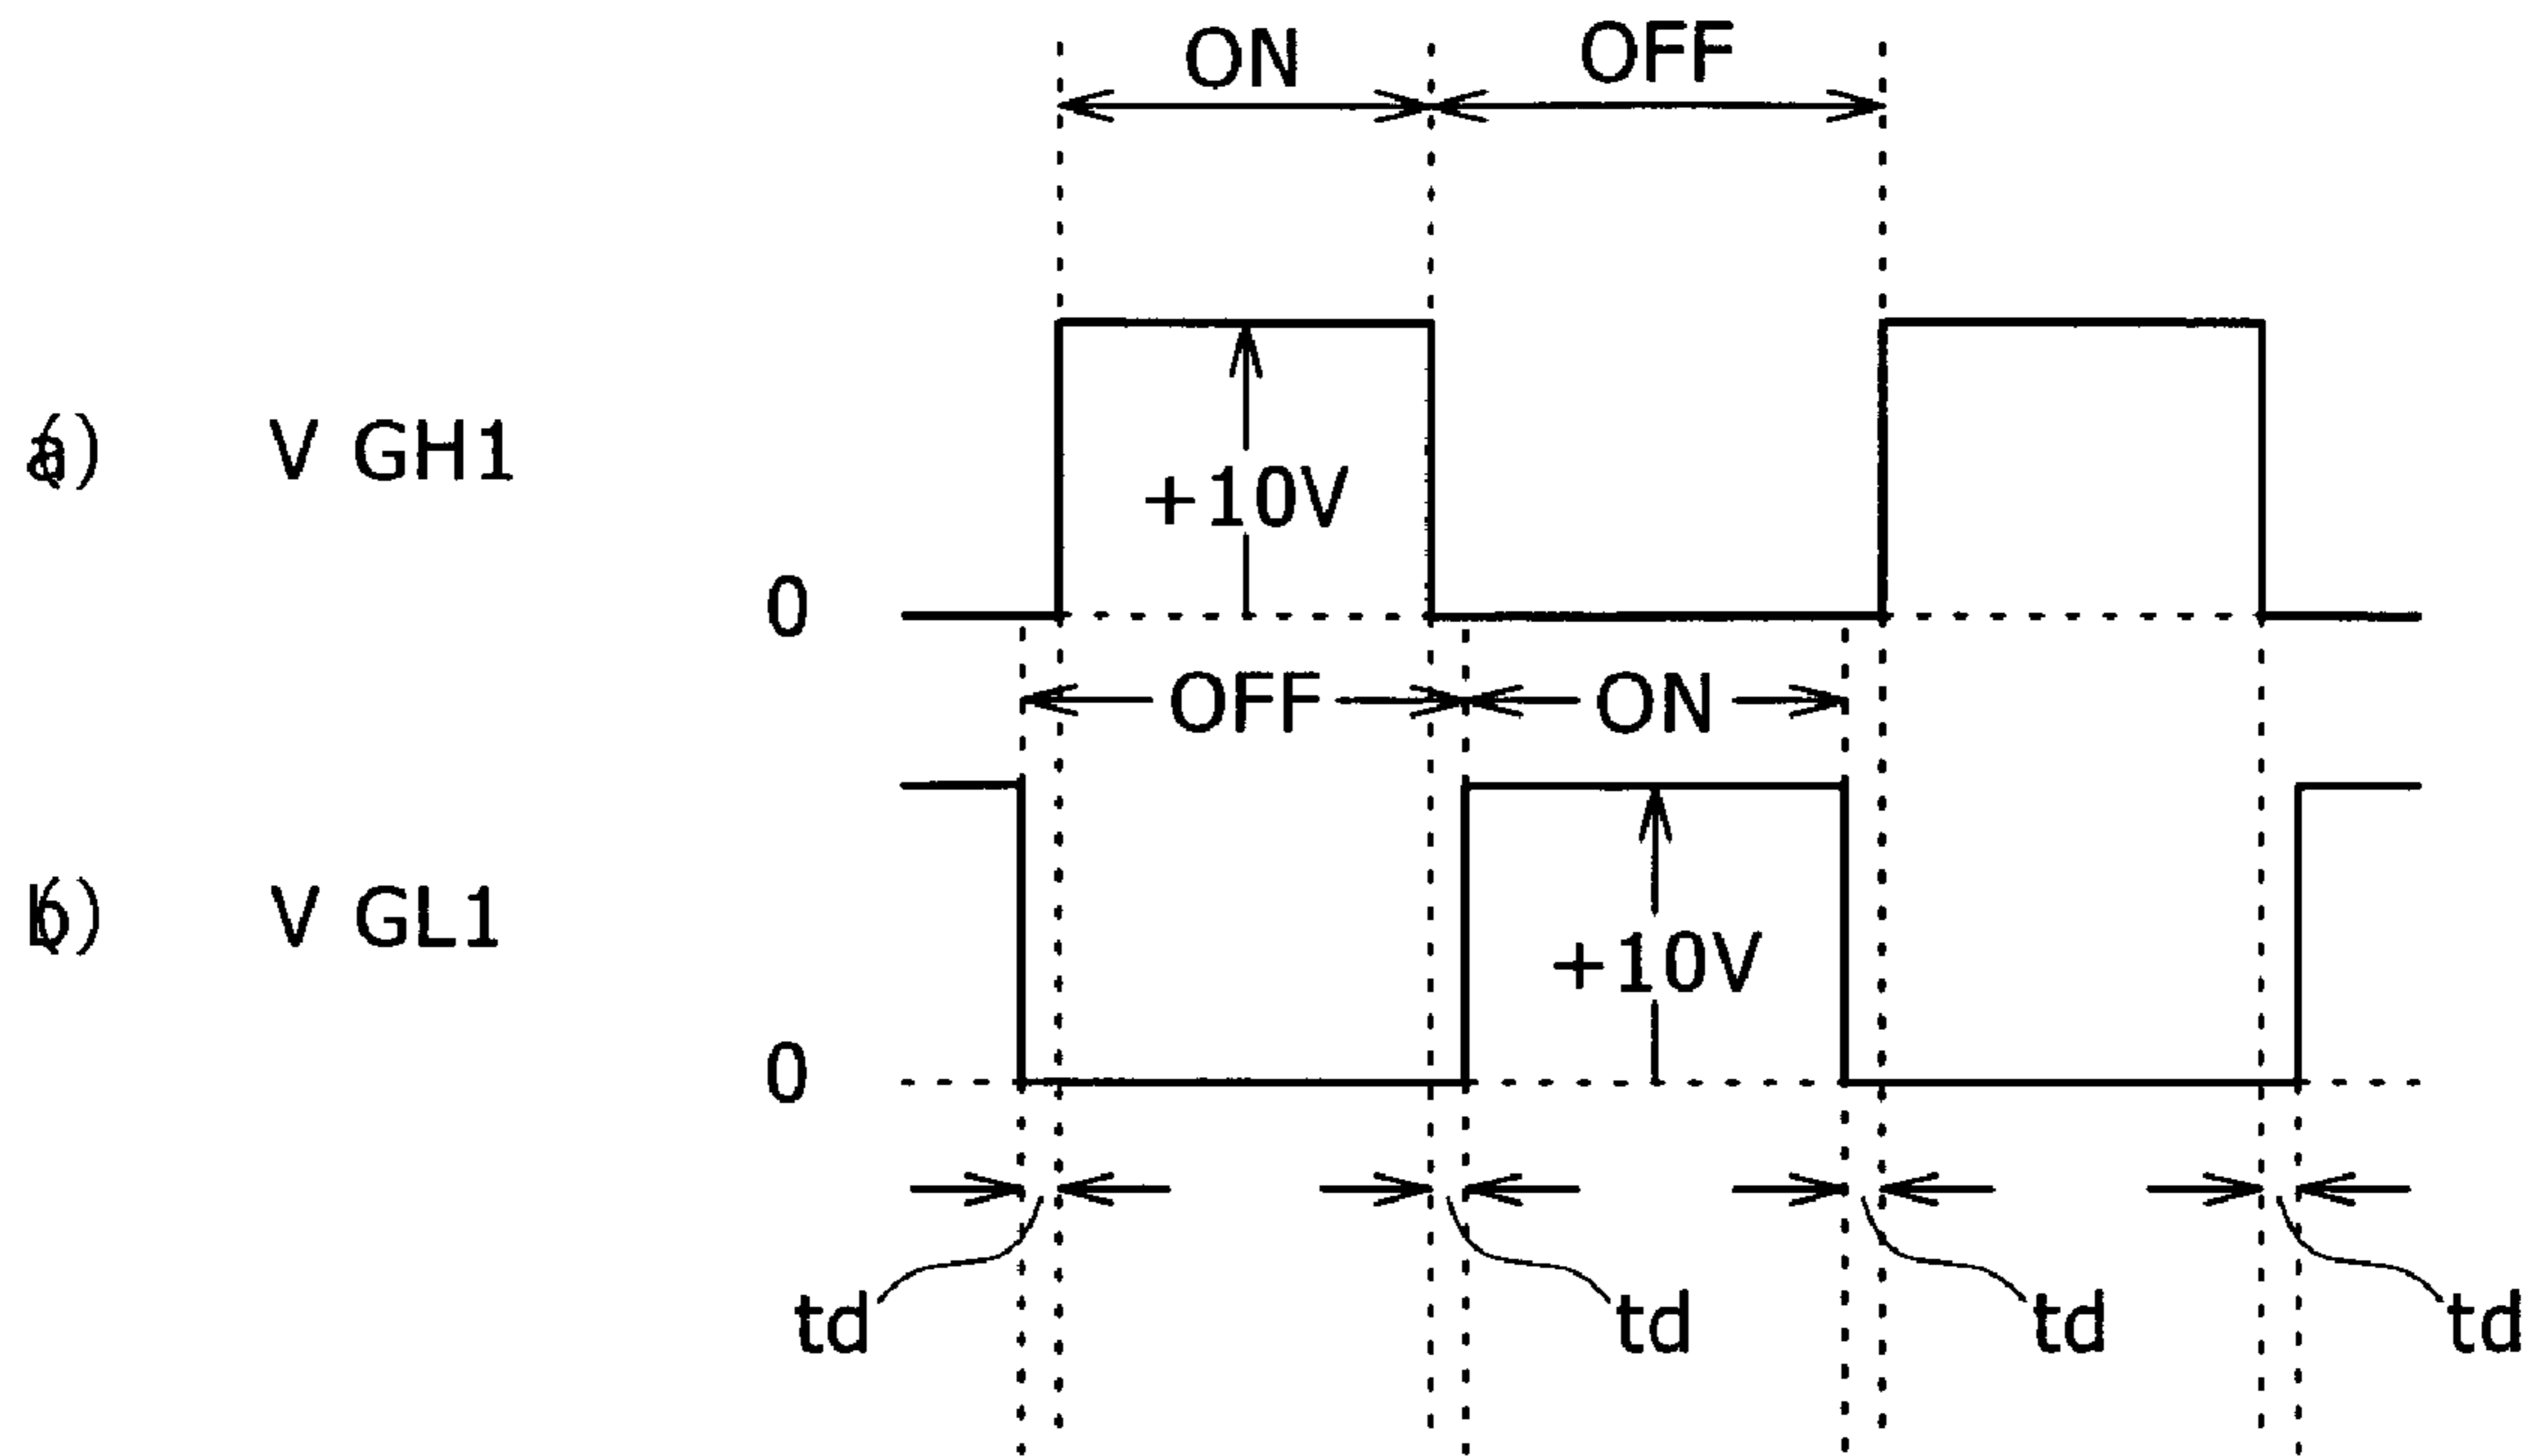 ON OFF
(a) V GH1
+10V
0
OFF ON
(b) V GL1
+10V
0
td td td td